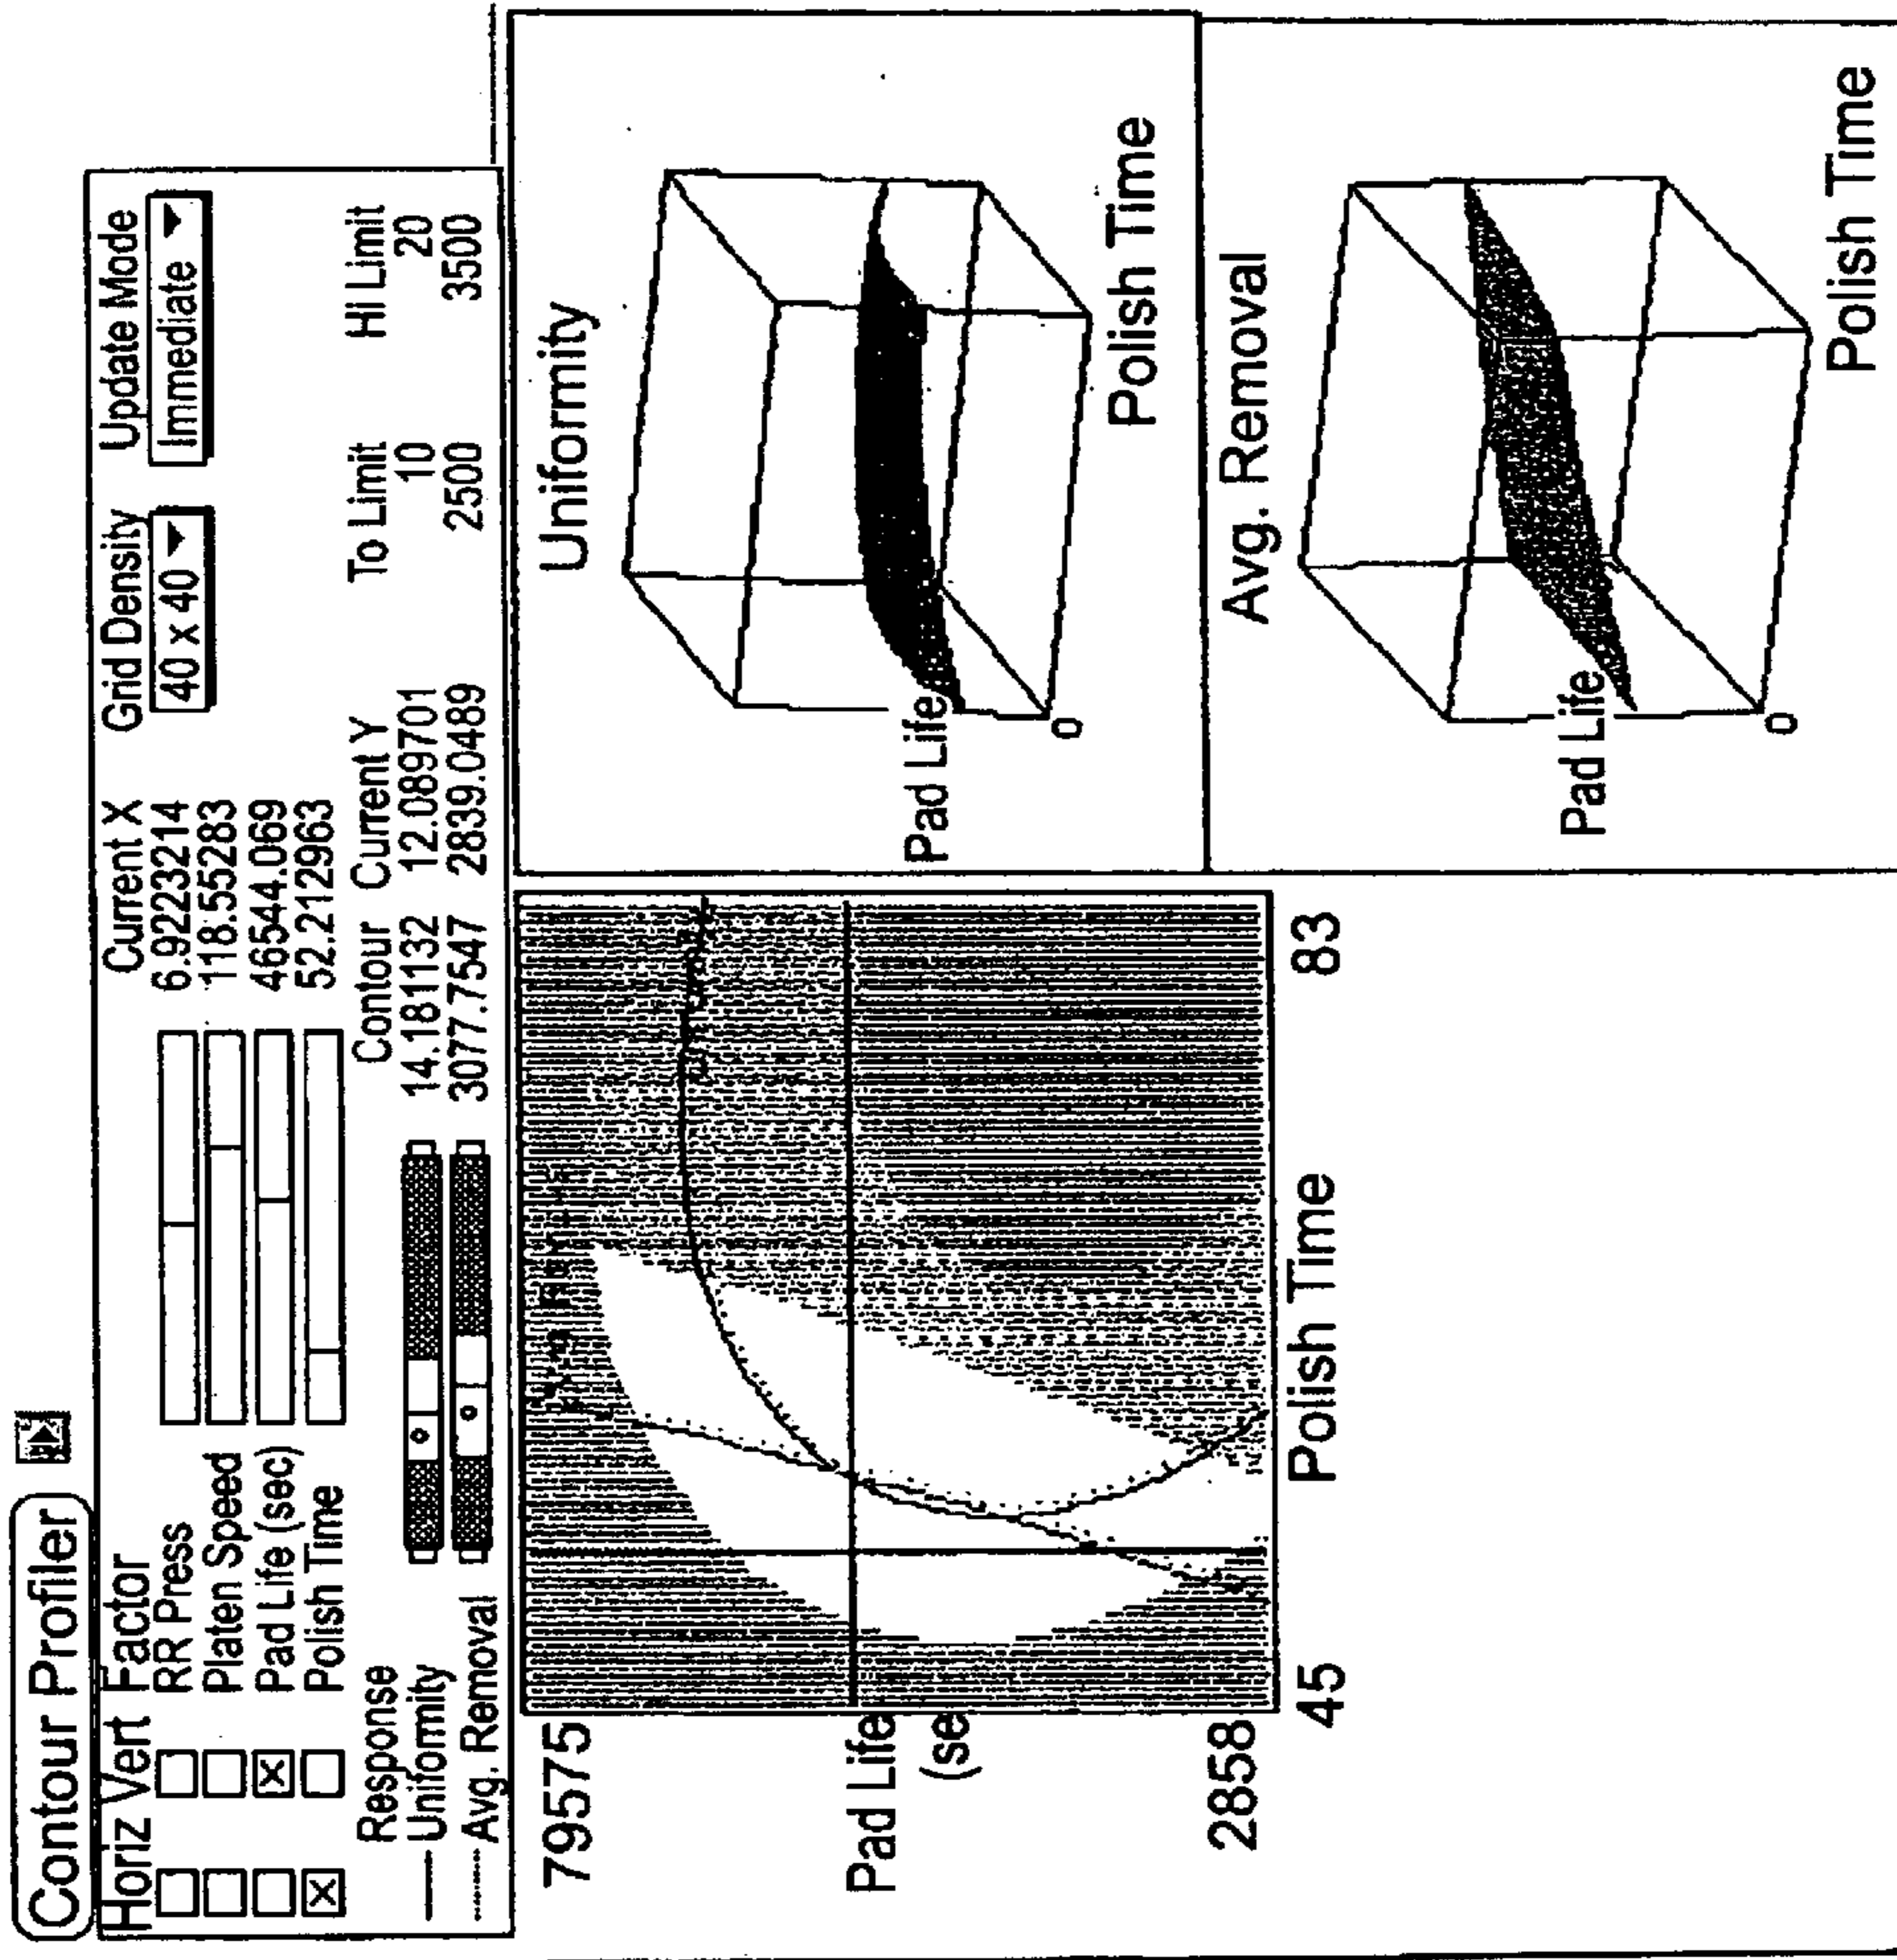 Contour Profiler
Horiz Vert Factor Current X Grid Density Update Mode
RR Press 6.9223214 40 x 40 Immediate
Platen Speed 118.55283
Pad Life (sec) 46544.069
Polish Time 52.212963
Response Contour Current Y To Limit Hi Limit
Uniformity 14.181132 12.089701 10 20
Avg. Removal 3077.7547 2839.0489 2500 3500
79575
Pad Life
(se
2858
45 83
Polish Time
Uniformity
Pad Life
0
Polish Time
Avg. Removal
Pad Life
0
Polish Time